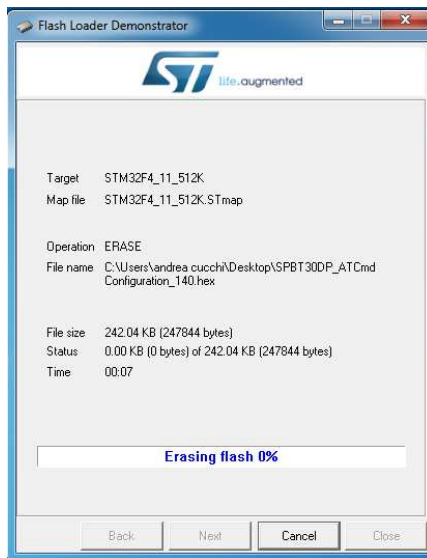 Flash Loader Demonstrator
ST life.augmented
Target STM32F4_11_512K
Map file STM32F4_11_512K.STmap
Operation ERASE
File name C:\Users\andrea cucchi\Desktop\SPBT30DP_ATCmd
Configuration_140.hex
File size 242.04 KB (247844 bytes)
Status 0.00 KB (0 bytes) of 242.04 KB (247844 bytes)
Time 00:07
Erasing flash 0%
Back Next Cancel Close